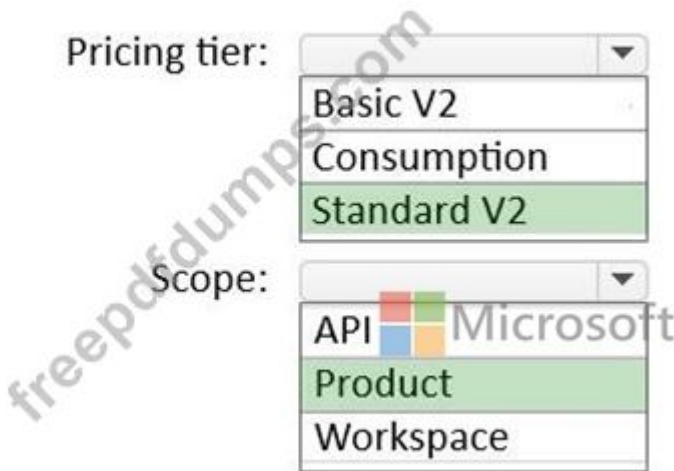 Pricing tier:
Basic V2
Consumption
Standard V2
Scope:
API
Microsoft
Product
Workspace
freepdfdumps.com